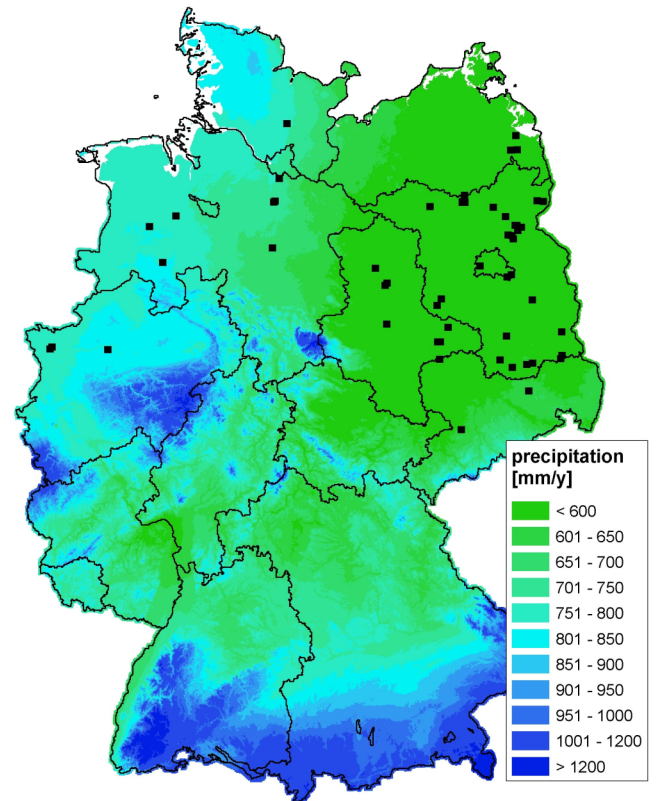 precipitation
[mm/y]
< 600
601 - 650
651 - 700
701 - 750
751 - 800
801 - 850
851 - 900
901 - 950
951 - 1000
1001 - 1200
> 1200